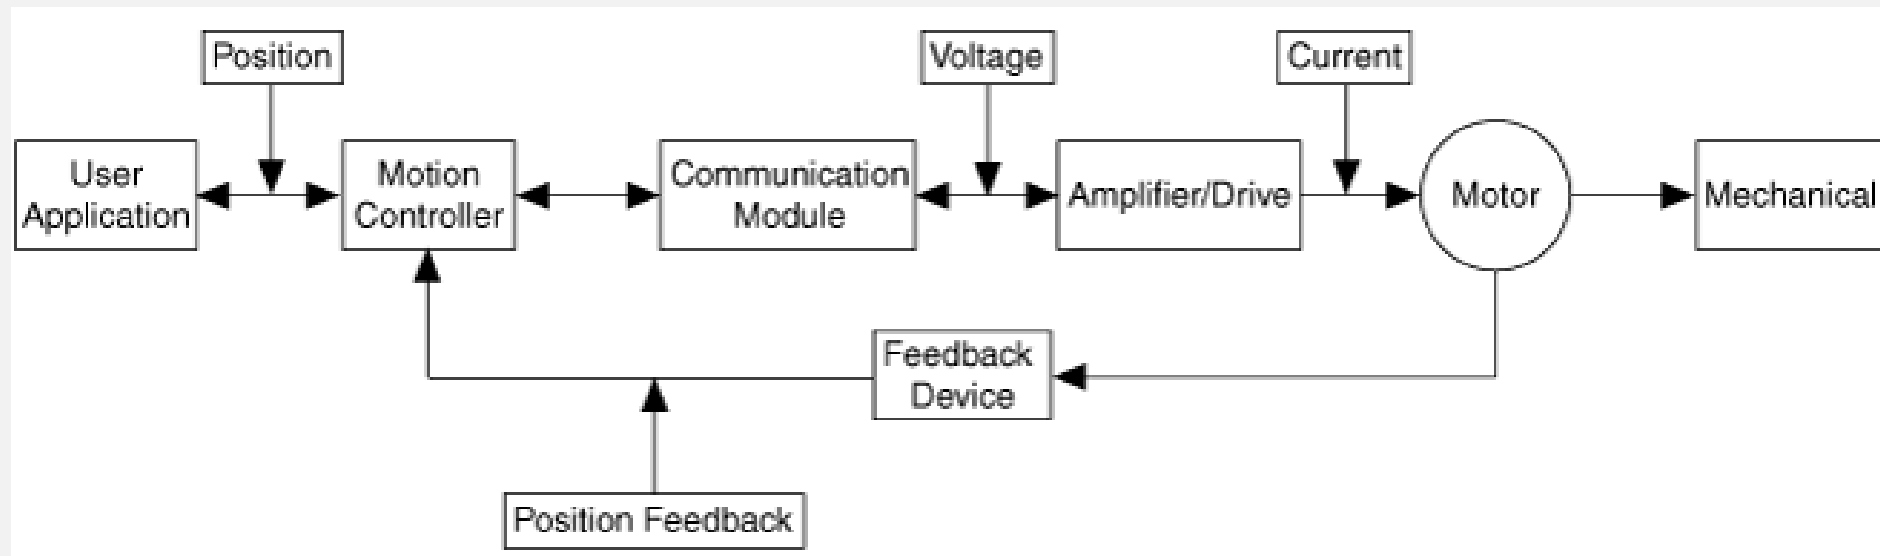 Position
Voltage
Current
User
Application
Motion
Controller
Communication
Module
Amplifier/Drive
Motor
Mechanical
Feedback
Device
Position Feedback